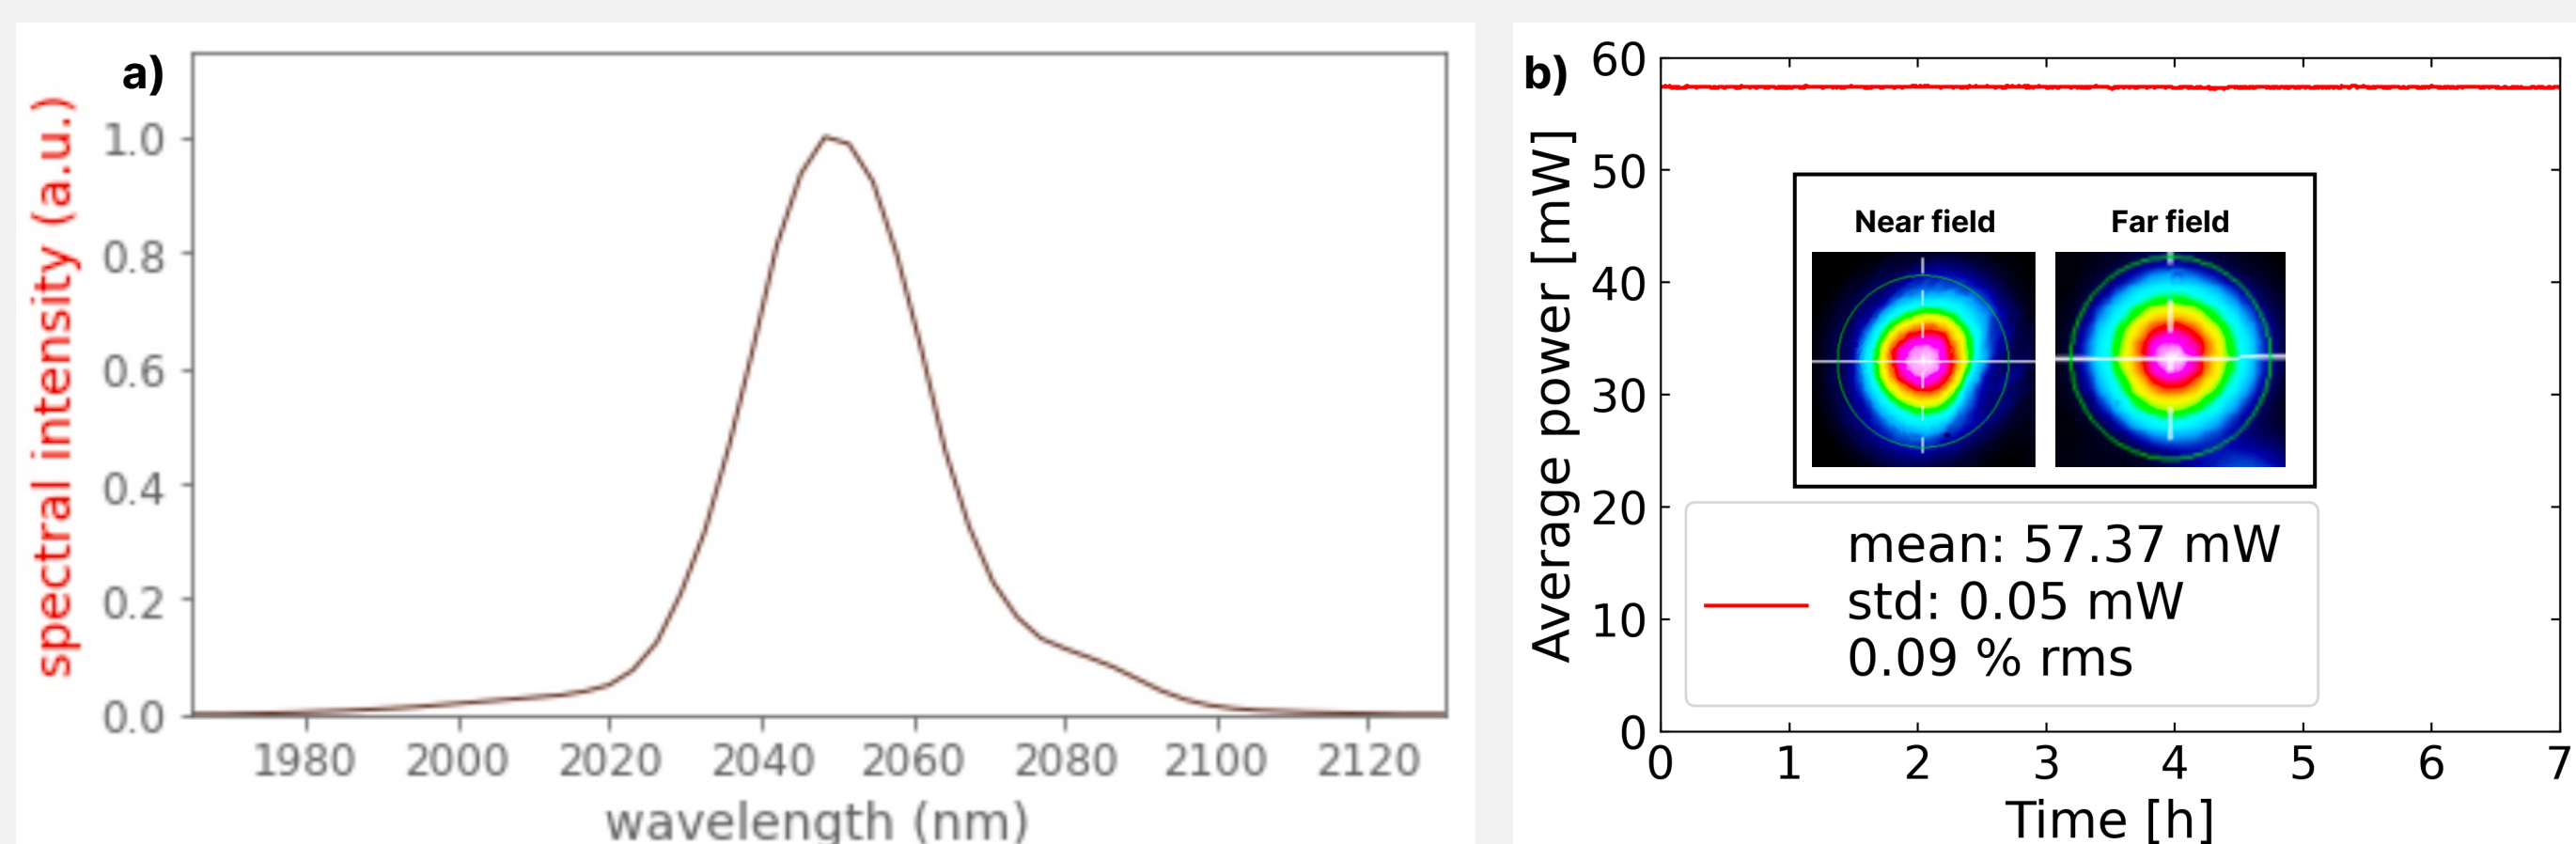 a)
spectral intensity (a.u.)
1.0
0.8
0.6
0.4
0.2
0.0
1980 2000 2020 2040 2060 2080 2100 2120
wavelength (nm)
b)
Average power [mW]
60
50
40
30
20
10
0
Near field Far field
mean: 57.37 mW
std: 0.05 mW
0.09 % rms
0 1 2 3 4 5 6 7
Time [h]